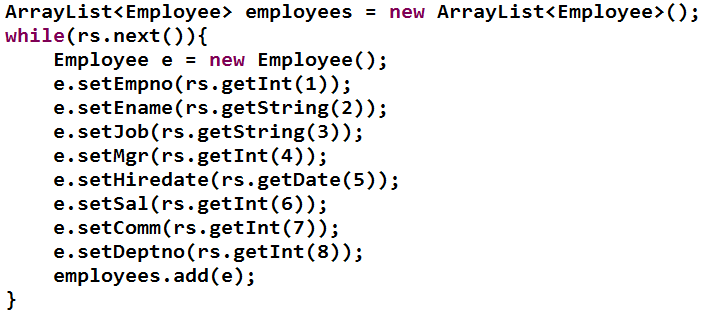 ArrayList<Employee> employees = new ArrayList<Employee>();
while(rs.next()){
    Employee e = new Employee();
    e.setEmpno(rs.getInt(1));
    e.setEname(rs.getString(2));
    e.setJob(rs.getString(3));
    e.setMgr(rs.getInt(4));
    e.setHiredate(rs.getDate(5));
    e.setSal(rs.getInt(6));
    e.setComm(rs.getInt(7));
    e.setDeptno(rs.getInt(8));
    employees.add(e);
}